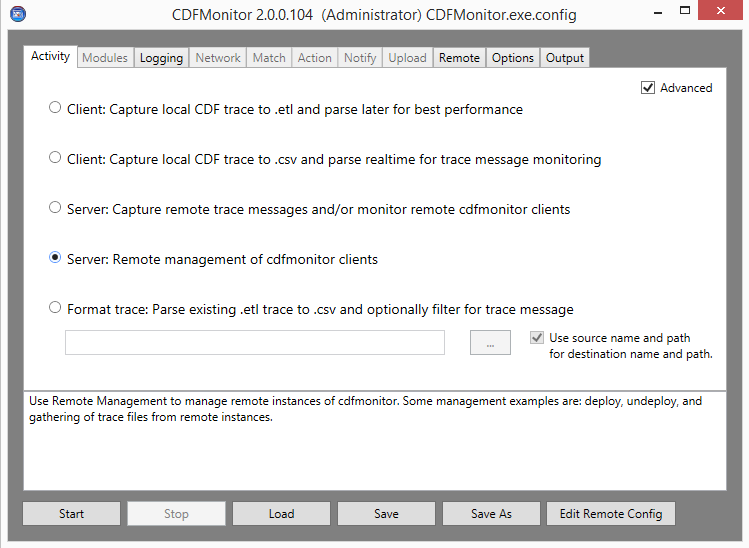 CDFMonitor 2.0.0.104 (Administrator) CDFMonitor.exe.config
Activity Modules Logging Network Match Action Notify Upload Remote Options Output
Advanced
Client: Capture local CDF trace to .etl and parse later for best performance
Client: Capture local CDF trace to .csv and parse realtime for trace message monitoring
Server: Capture remote trace messages and/or monitor remote cdfmonitor clients
Server: Remote management of cdfmonitor clients
Format trace: Parse existing .etl trace to .csv and optionally filter for trace message
... Use source name and path
for destination name and path.
Use Remote Management to manage remote instances of cdfmonitor. Some management examples are: deploy, undeploy, and
gathering of trace files from remote instances.
Start Stop Load Save Save As Edit Remote Config